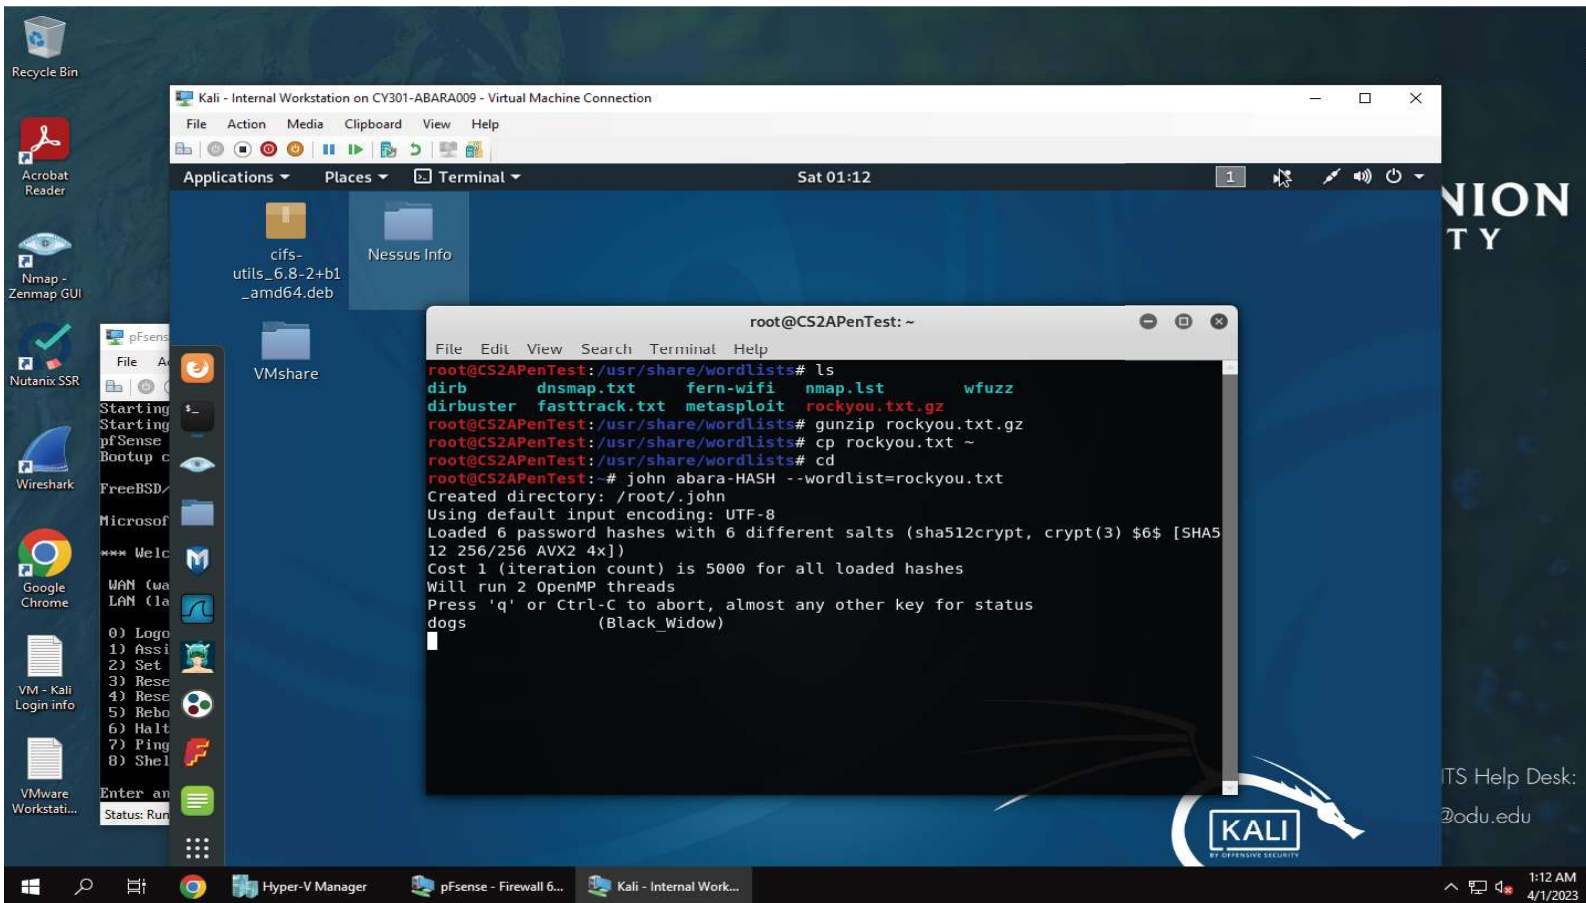 Recycle Bin
Acrobat
Reader
Nmap -
Zenmap GUI
Nutanix SSR
Wireshark
Google
Chrome
VM - Kali
Login info
VMware
Workstati...
Kali - Internal Workstation on CY301-ABARA009 - Virtual Machine Connection
File Action Media Clipboard View Help
Applications Places Terminal Sat 01:12 1
cifs-
utils_6.8-2+b1
_amd64.deb
Nessus Info
VMshare
NION
TY
pFsens
File A
Starting
Starting
pfSense
Bootup c
FreeBSD/
Microsof
*** Welc
WAN (wa
LAN (la
0) Logo
1) Assi
2) Set
3) Rese
4) Rese
5) Rebo
6) Halt
7) Ping
8) Shel
Enter an
Status: Run
root@CS2APenTest: ~
File Edit View Search Terminal Help
root@CS2APenTest:/usr/share/wordlists# ls
dirb dnsmap.txt fern-wifi nmap.lst wfuzz
dirbuster fasttrack.txt metasploit rockyou.txt.gz
root@CS2APenTest:/usr/share/wordlists# gunzip rockyou.txt.gz
root@CS2APenTest:/usr/share/wordlists# cp rockyou.txt ~
root@CS2APenTest:/usr/share/wordlists# cd
root@CS2APenTest:~# john abara-HASH --wordlist=rockyou.txt
Created directory: /root/.john
Using default input encoding: UTF-8
Loaded 6 password hashes with 6 different salts (sha512crypt, crypt(3) $6$ [SHA5
12 256/256 AVX2 4x])
Cost 1 (iteration count) is 5000 for all loaded hashes
Will run 2 OpenMP threads
Press 'q' or Ctrl-C to abort, almost any other key for status
dogs (Black_Widow)
KALI
BY OFFENSIVE SECURITY
ITS Help Desk:
@odu.edu
Hyper-V Manager pFsense - Firewall 6... Kali - Internal Work...
1:12 AM
4/1/2023